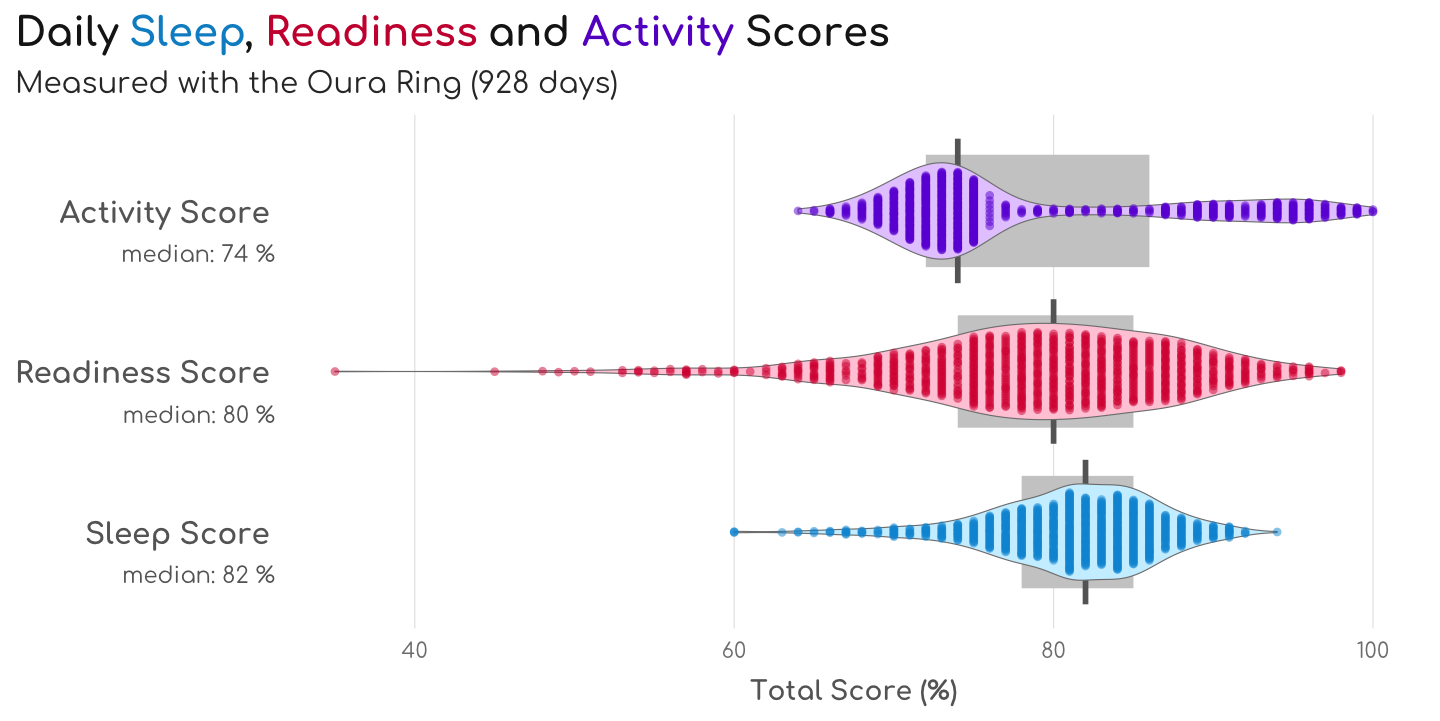 Daily Sleep, Readiness and Activity Scores
Measured with the Oura Ring (928 days)
Activity Score
median: 74 %
Readiness Score
median: 80 %
Sleep Score
median: 82 %
40 60 80 100
Total Score (%)